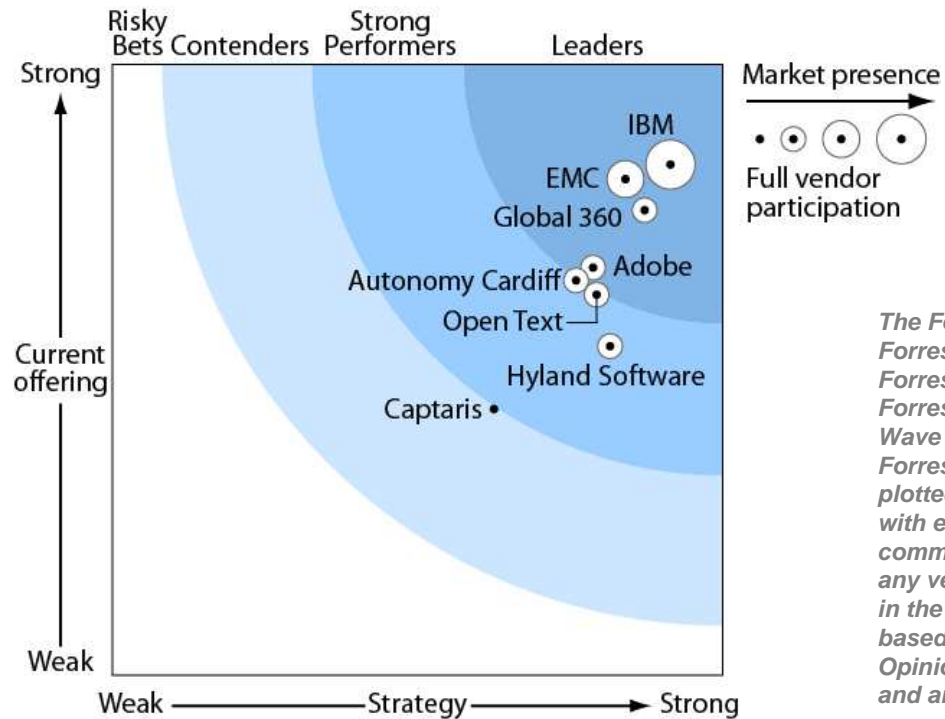 Risky
Bets
Contenders
Strong
Performers
Leaders
Strong
Market presence
Full vendor
participation
IBM
EMC
Global 360
Adobe
Autonomy Cardiff
Open Text
Hyland Software
Captaris
Current
offering
Weak
Weak
Strategy
Strong
The
Forres
Forres
Forres
Wave
Forres
plotte
with e
comm
any ve
in the
based
Opinio
and a